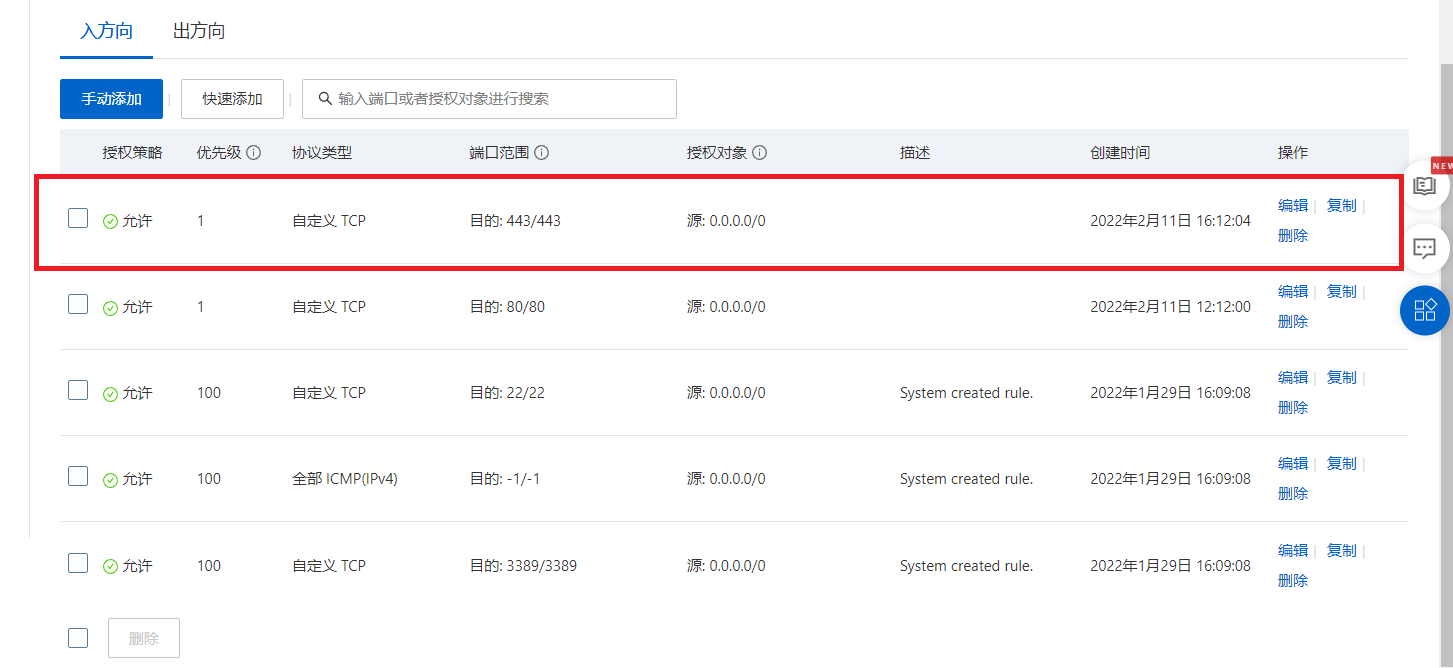 入方向 出方向
手动添加 快速添加 输入端口或者授权对象进行搜索
授权策略 优先级 协议类型 端口范围 授权对象 描述 创建时间 操作
NEW
允许 1 自定义 TCP 目的: 443/443 源: 0.0.0.0/0 2022年2月11日 16:12:04 编辑 复制
删除
允许 1 自定义 TCP 目的: 80/80 源: 0.0.0.0/0 2022年2月11日 12:12:00 编辑 复制
删除
允许 100 自定义 TCP 目的: 22/22 源: 0.0.0.0/0 System created rule. 2022年1月29日 16:09:08 编辑 复制
删除
允许 100 全部 ICMP(IPv4) 目的: -1/-1 源: 0.0.0.0/0 System created rule. 2022年1月29日 16:09:08 编辑 复制
删除
允许 100 自定义 TCP 目的: 3389/3389 源: 0.0.0.0/0 System created rule. 2022年1月29日 16:09:08 编辑 复制
删除
删除